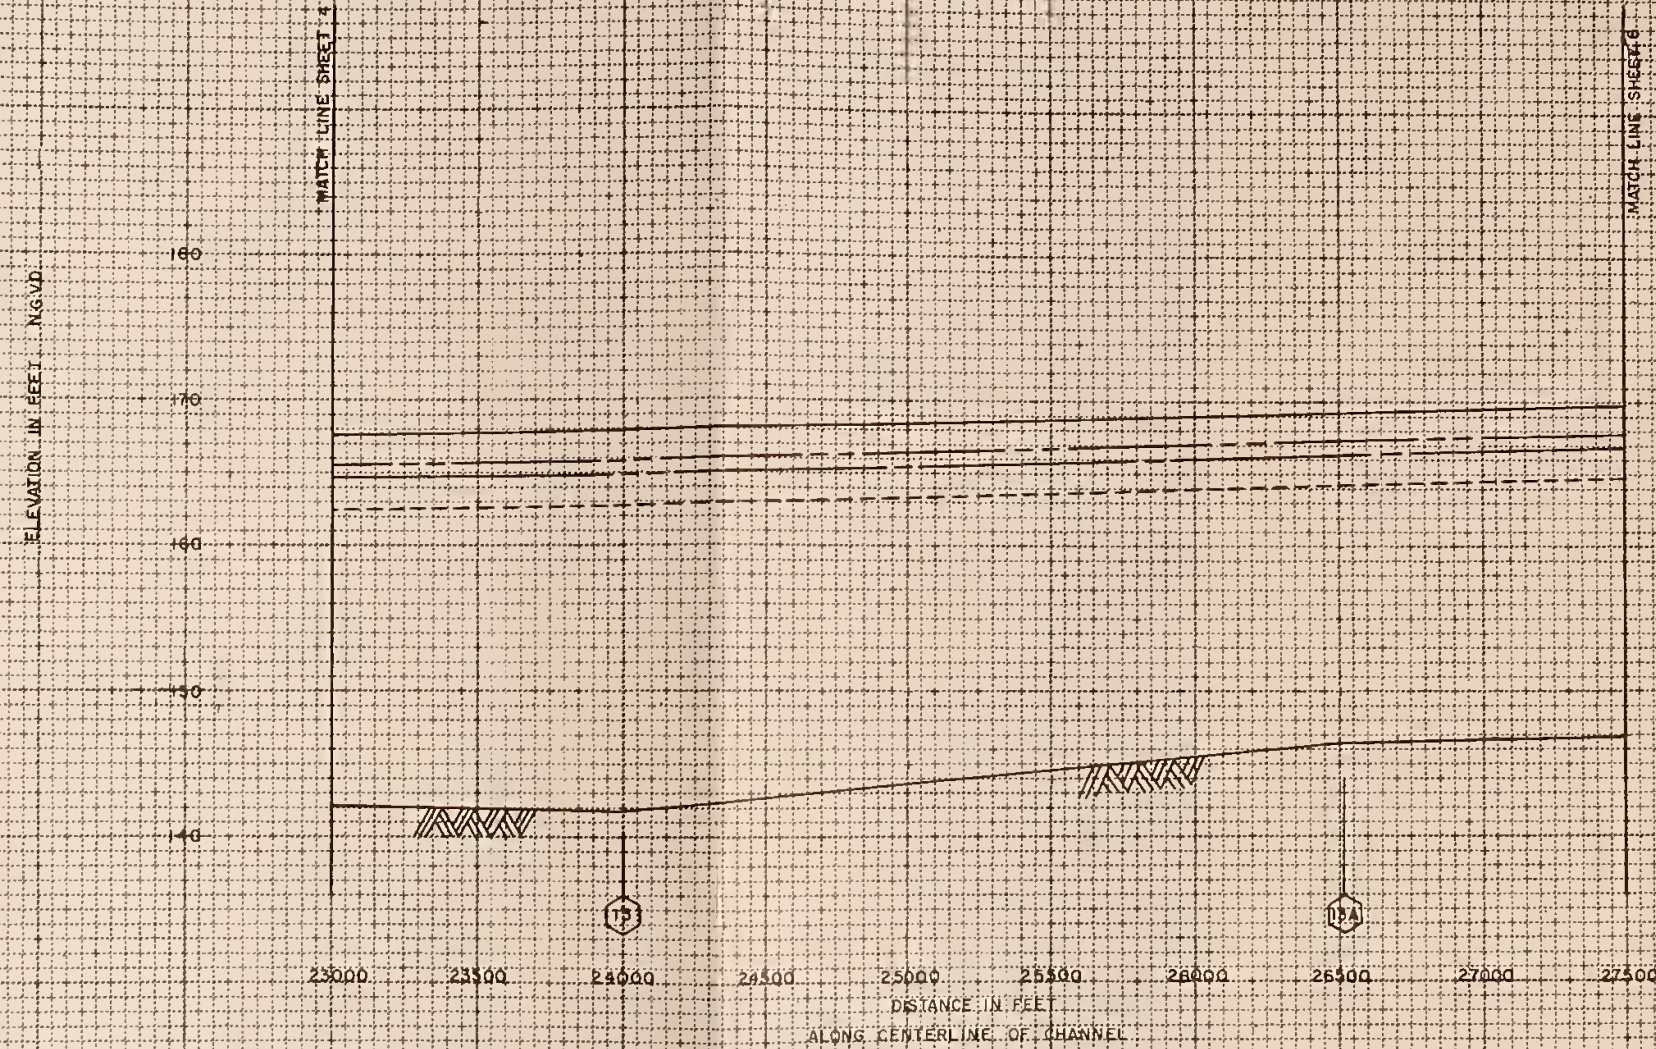 MATCH LINE SHEET 4
MATCH LINE SHEET 6
ELEVATION IN FEET N.G.V.D.
180
170
160
150
140
23000 23500 24000 24500 25000 25500 26000 26500 27000 27500
DISTANCE IN FEET
ALONG CENTERLINE OF CHANNEL